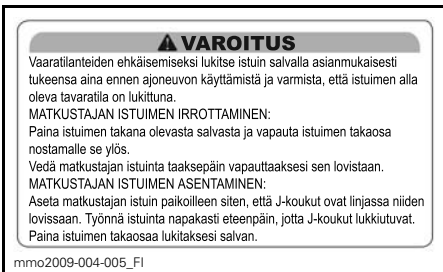 VAROITUS
Vaaratilanteiden ehkäisemiseksi lukitse istuin salvalla asianmukaisesti
tukeensa aina ennen ajoneuvon käyttämistä ja varmista, että istuimen alla
oleva tavaratila on lukittuna.
MATKUSTAJAN ISTUIMEN IRROTTAMINEN:
Paina istuimen takana olevasta salvasta ja vapauta istuimen takaosa
nostamalle se ylös.
Vedä matkustajan istuinta taaksepäin vapauttaaksesi sen lovistaan.
MATKUSTAJAN ISTUIMEN ASENTAMINEN:
Aseta matkustajan istuin paikoilleen siten, että J-koukut ovat linjassa niiden
lovissaan. Työnnä istuinta napakasti eteenpäin, jotta J-koukut lukkiutuvat.
Paina istuimen takaosaa lukitaksesi salvan.
mmo2009-004-005_FI